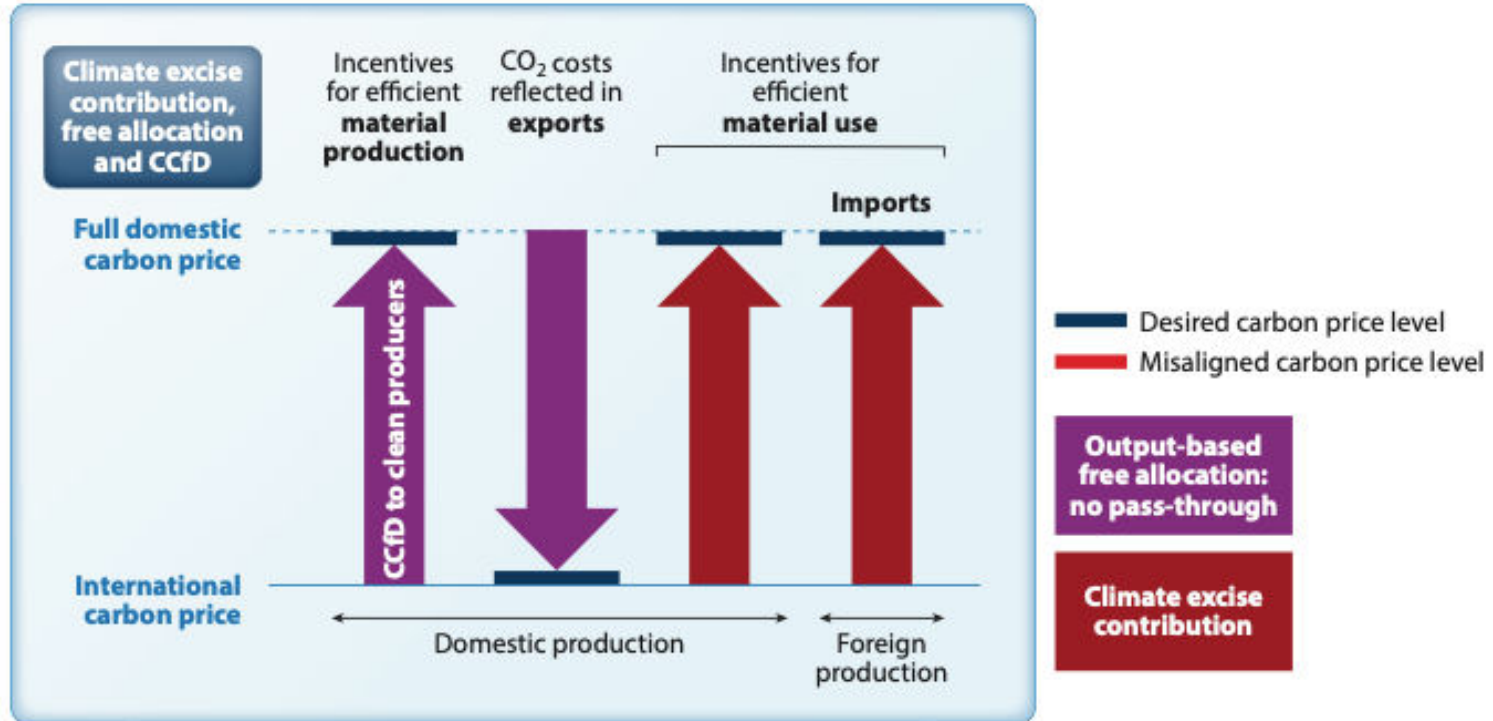 Climate excise
contribution,
free allocation
and CCfD
Incentives
for efficient
material
production
CO₂ costs
reflected in
exports
Incentives for
efficient
material use
Imports
Full domestic
carbon price
CCfD to clean producers
International
carbon price
Domestic production
Foreign
production
Desired carbon price level
Misaligned carbon price level
Output-based
free allocation:
no pass-through
Climate excise
contribution